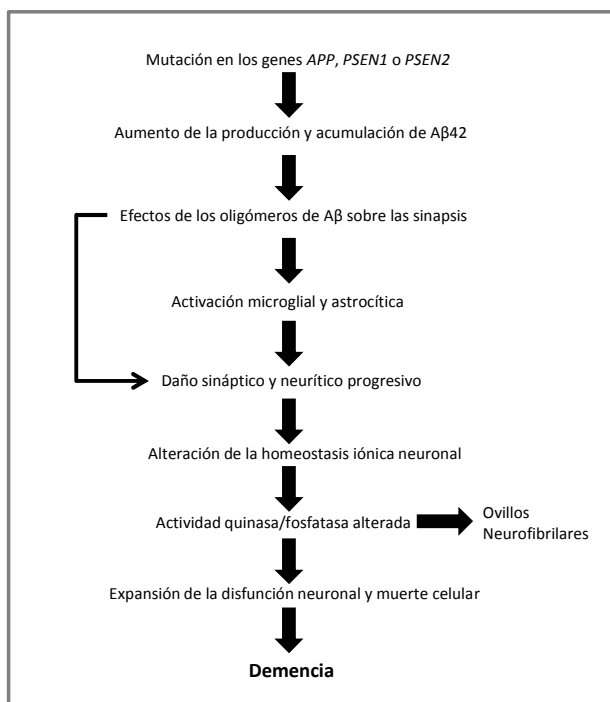 Mutación en los genes APP, PSEN1 o PSEN2
Aumento de la producción y acumulación de Aβ42
Efectos de los oligómeros de Aβ sobre las sinapsis
Activación microglial y astrocítica
Daño sináptico y neurítico progresivo
Alteración de la homeostasis iónica neuronal
Actividad quinasa/fosfatasa alterada
Ovillos
Neurofibrilares
Expansión de la disfunción neuronal y muerte celular
Demencia